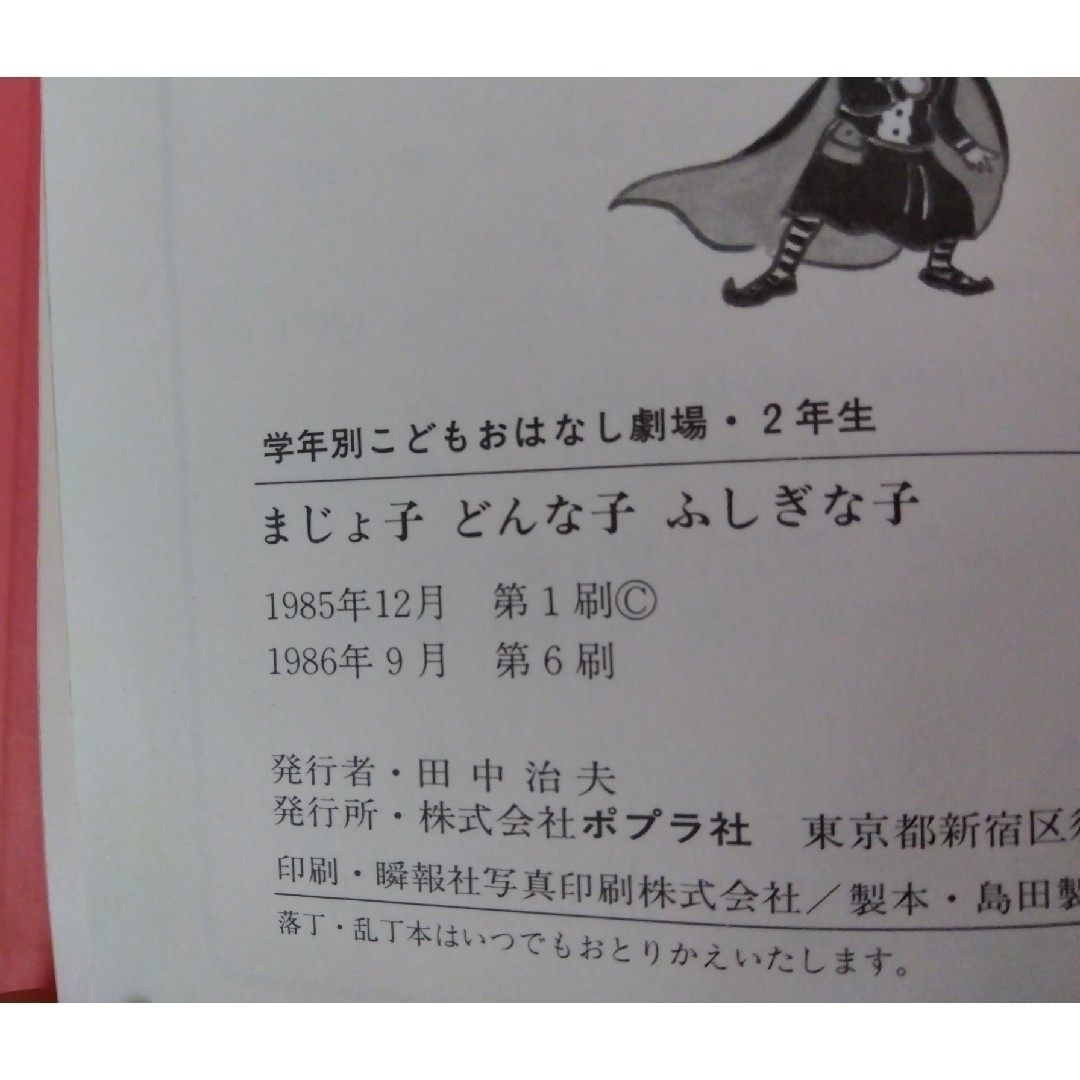 学年別こどもおはなし劇場・2年生
まじょ子 どんな子 ふしぎな子
1985年12月 第1刷Ⓒ
1986年9月 第6刷
発行者・田中治夫
発行所・株式会社ポプラ社 東京都新宿区
印刷・瞬報社写真印刷株式会社／製本・島田製
落丁・乱丁本はいつでもおとりかえいたします。